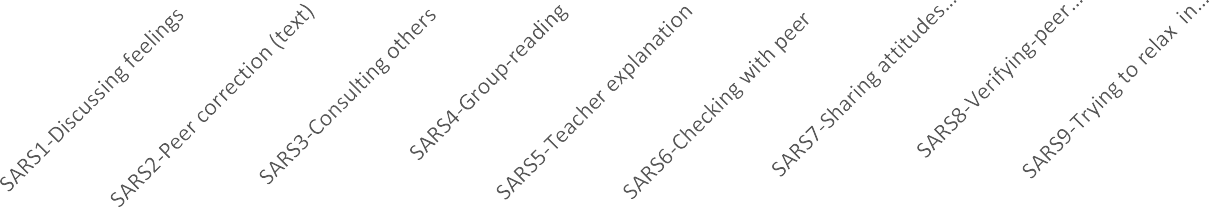 SARS1-Discussing feelings
SARS2-Peer correction (text)
SARS3-Consulting others
SARS4-Group-reading
SARS5-Teacher explanation
SARS6-Checking with peer
SARS7-Sharing attitudes…
SARS8-Verifying-peer…
SARS9-Trying to relax  in…